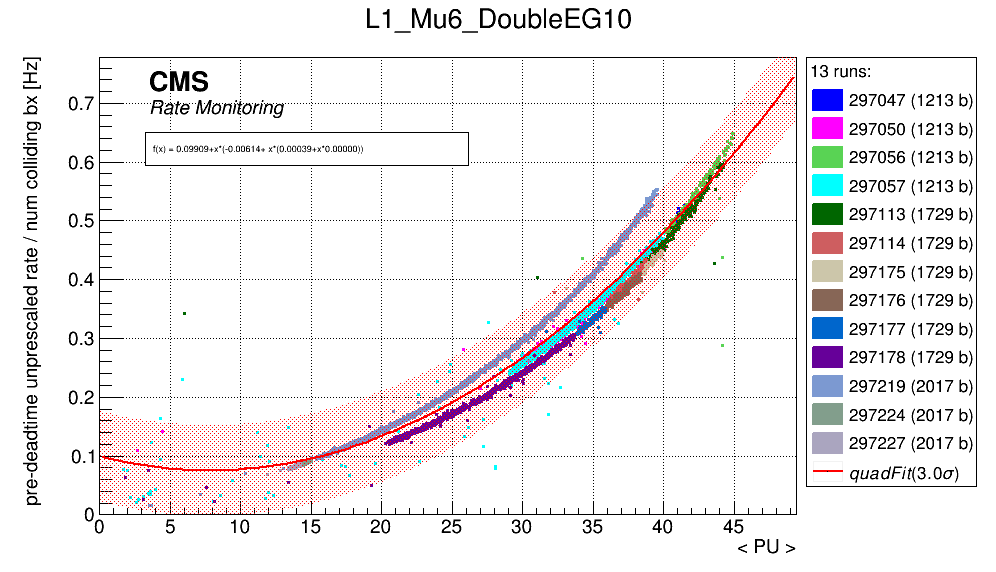 L1_Mu6_DoubleEG10
pre-deadtime unprescaled rate / num colliding bx [Hz]
CMS
Rate Monitoring
f(x) = 0.09909+x*(-0.00614+ x*(0.00039+x*0.00000))
0.7
0.6
0.5
0.4
0.3
0.2
0.1
0
0 5 10 15 20 25 30 35 40 45
< PU >
13 runs:
297047 (1213 b)
297050 (1213 b)
297056 (1213 b)
297057 (1213 b)
297113 (1729 b)
297114 (1729 b)
297175 (1729 b)
297176 (1729 b)
297177 (1729 b)
297178 (1729 b)
297219 (2017 b)
297224 (2017 b)
297227 (2017 b)
quadFit(3.0σ)